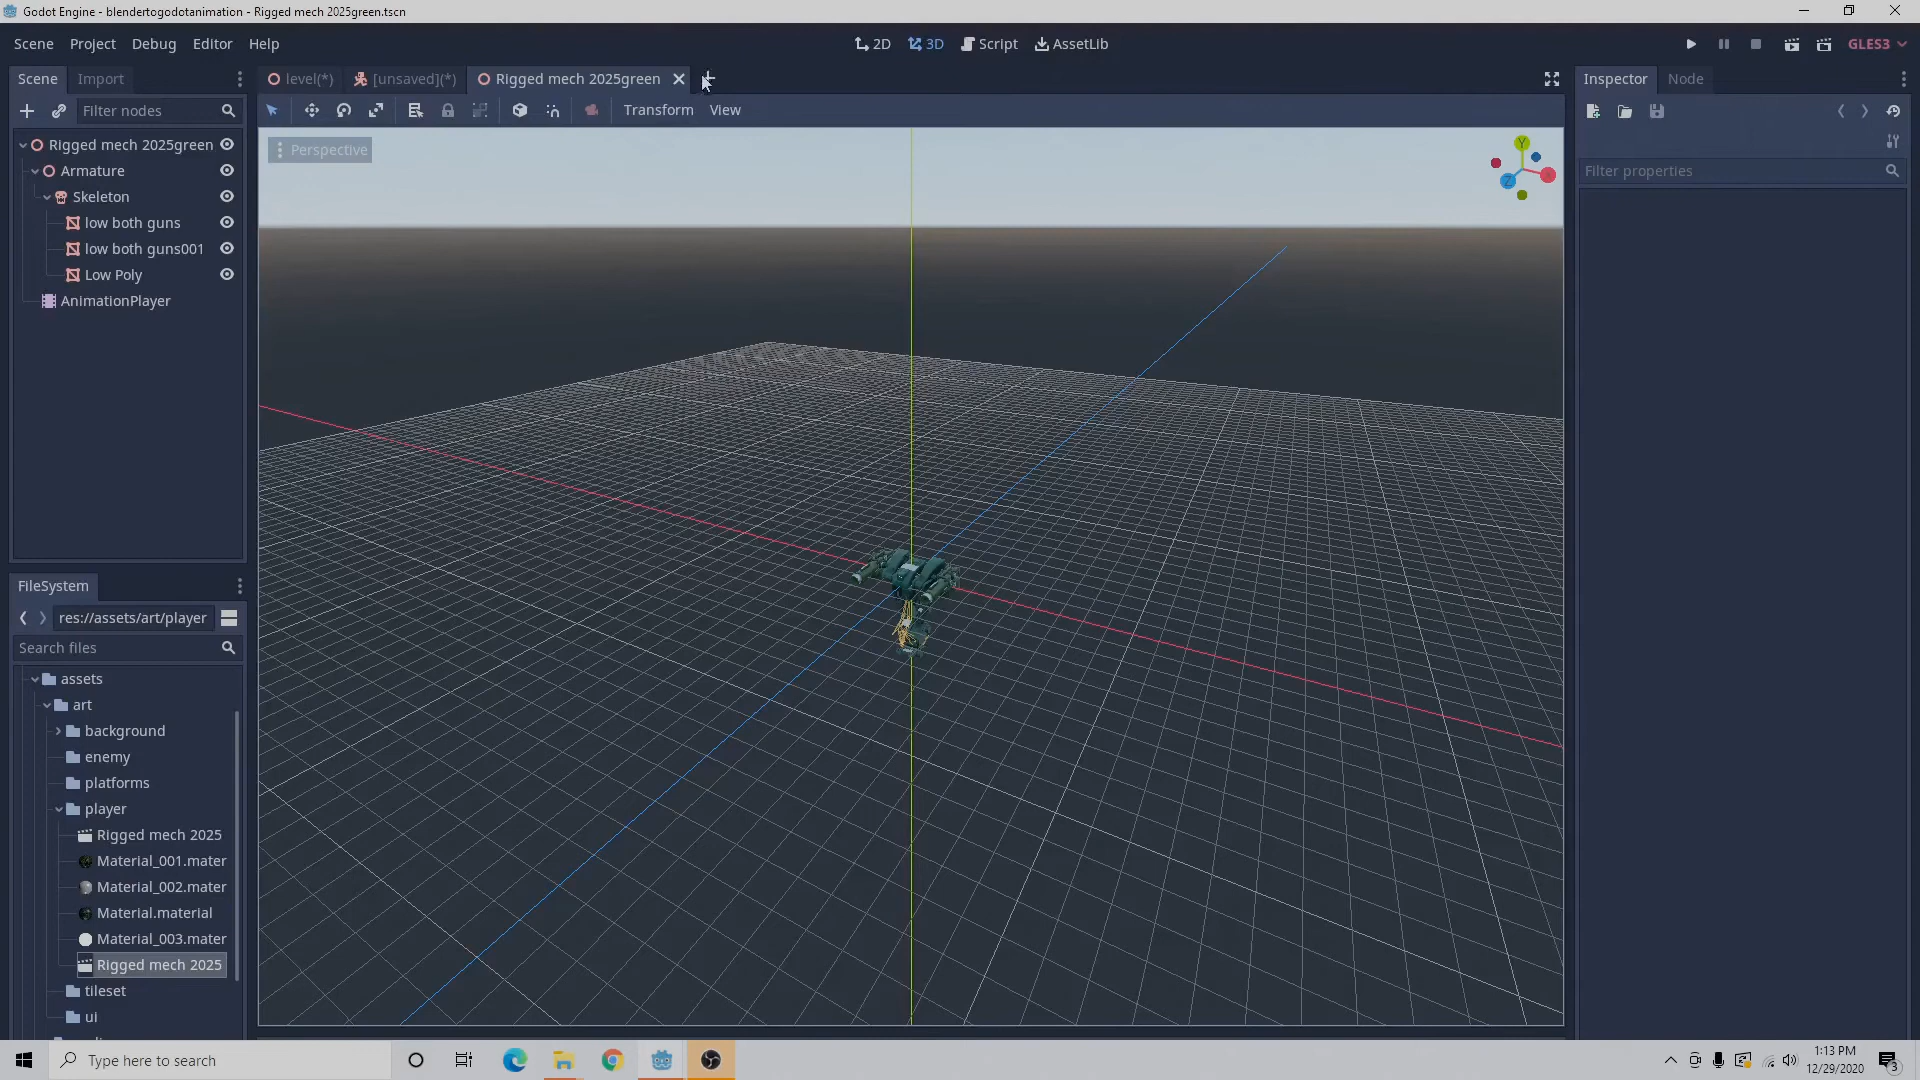 Godot Engine - blendertogodotanimation - Rigged mech 2025green.tscn
Scene Project Debug Editor Help
2D 3D Script AssetLib
GLES3
Scene Import
level(*) [unsaved](*) Rigged mech 2025green
Inspector Node
Filter nodes
Transform View
Perspective
Y
X
Z
Filter properties
Rigged mech 2025green
Armature
Skeleton
low both guns
low both guns001
Low Poly
AnimationPlayer
FileSystem
res://assets/art/player
Search files
assets
art
background
enemy
platforms
player
Rigged mech 2025
Material_001.mater
Material_002.mater
Material.material
Material_003.mater
Rigged mech 2025
tileset
ui
Type here to search
1:13 PM
12/29/2020
3